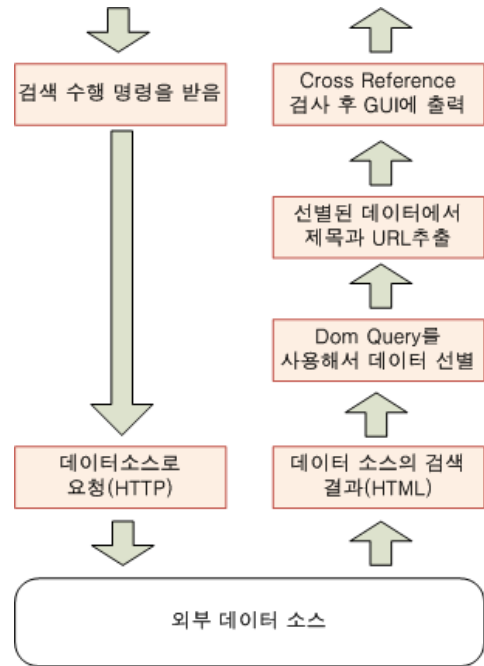 검색 수행 명령을 받음
데이터소스로
요청(HTTP)
외부 데이터 소스
데이터 소스의 검색
결과(HTML)
Dom Query를
사용해서 데이터 선별
선별된 데이터에서
제목과 URL추출
Cross Reference
검사 후 GUI에 출력